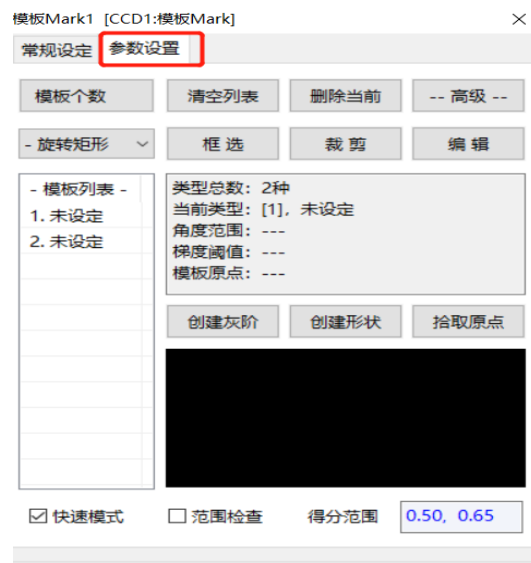 模板Mark1 [CCD1:模板Mark]
常规设定 参数设置
模板个数 清空列表 删除当前 -- 高级 --
- 旋转矩形 框 选 裁 剪 编 辑
- 模板列表 -
1. 未设定
2. 未设定
类型总数: 2种
当前类型: [1], 未设定
角度范围: ---
梯度阈值: ---
模板原点: ---
创建灰阶 创建形状 拾取原点
快速模式 范围检查 得分范围 0.50, 0.65